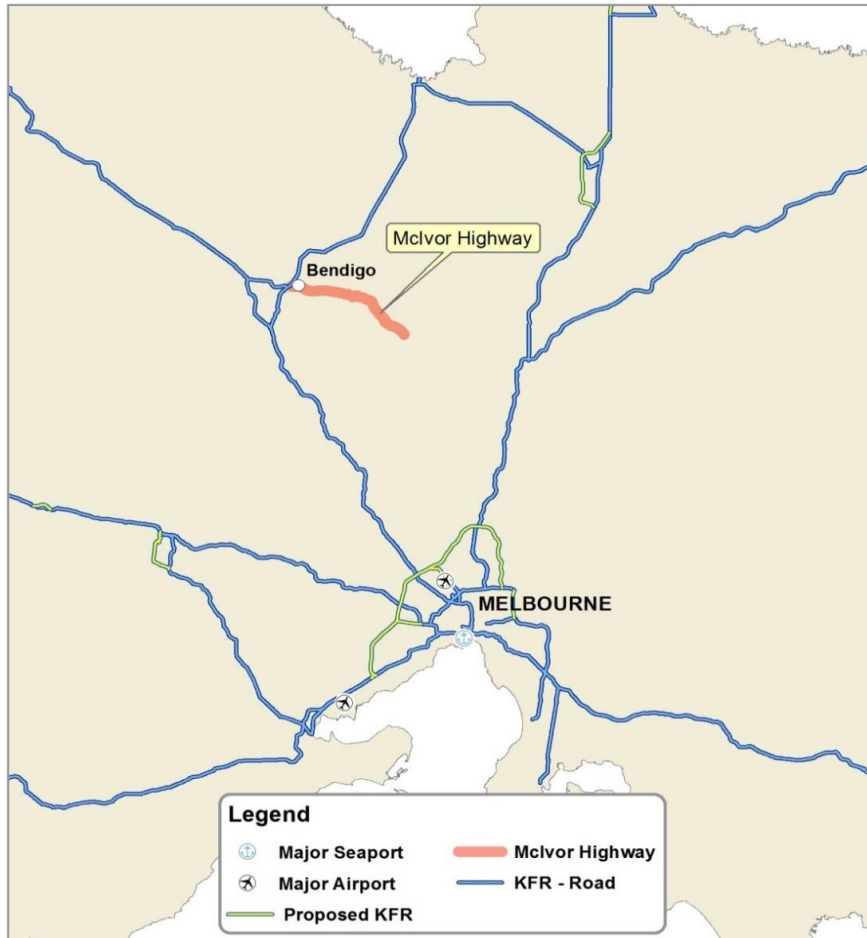 McIvor Highway
Bendigo
MELBOURNE
Legend
Major Seaport
McIvor Highway
Major Airport
KFR - Road
Proposed KFR